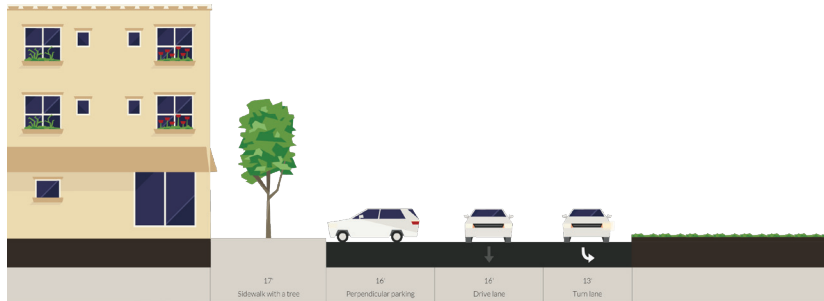 17'
Sidewalk with a tree
16'
Perpendicular parking
16'
Drive lane
13'
Turn lane